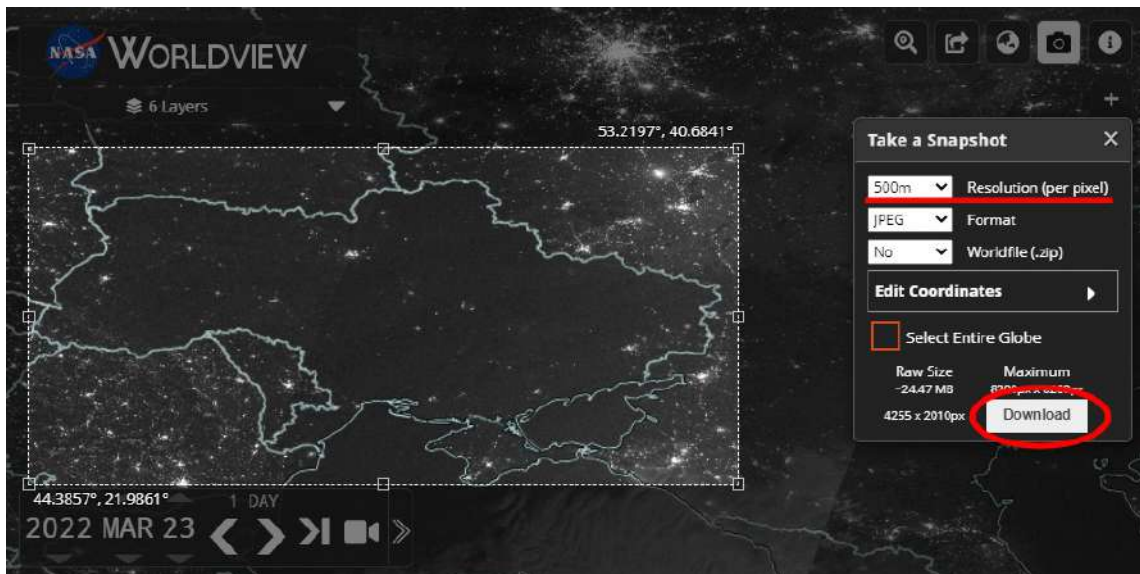 NASA WORLDVIEW
6 Layers
53.2197°, 40.6841°
Take a Snapshot
500m Resolution (per pixel)
JPEG Format
No Worldfile (.zip)
Edit Coordinates
Select Entire Globe
Raw Size Maximum
~24.47 MB
4255 x 2010px Download
44.3857°, 21.9861°
1 DAY
2022 MAR 23